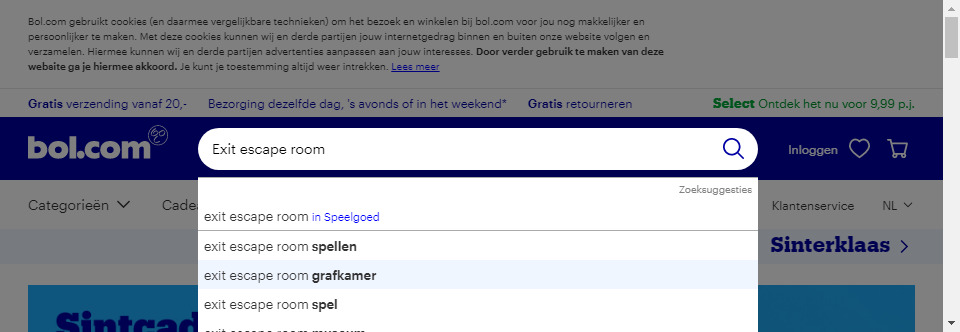 Bol.com gebruikt cookies (en daarmee vergelijkbare technieken) om het bezoek en winkelen bij bol.com voor jou nog makkelijker en
persoonlijker te maken. Met deze cookies kunnen wij en derde partijen jouw internetgedrag binnen en buiten onze website volgen en
verzamelen. Hiermee kunnen wij en derde partijen advertenties aanpassen aan jouw interesses. Door verder gebruik te maken van deze
website ga je hiermee akkoord. Je kunt je toestemming altijd weer intrekken. Lees meer
Gratis verzending vanaf 20,- Bezorging dezelfde dag, 's avonds of in het weekend* Gratis retourneren Select Ontdek het nu voor 9,99 p.j.
bol.com Exit escape room Inloggen
Zoeksuggesties
Categorieën Cadea Klantenservice NL
exit escape room in Speelgoed
exit escape room spellen
Sinterklaas
exit escape room grafkamer
exit escape room spel
Sintcad
exit escape room museum